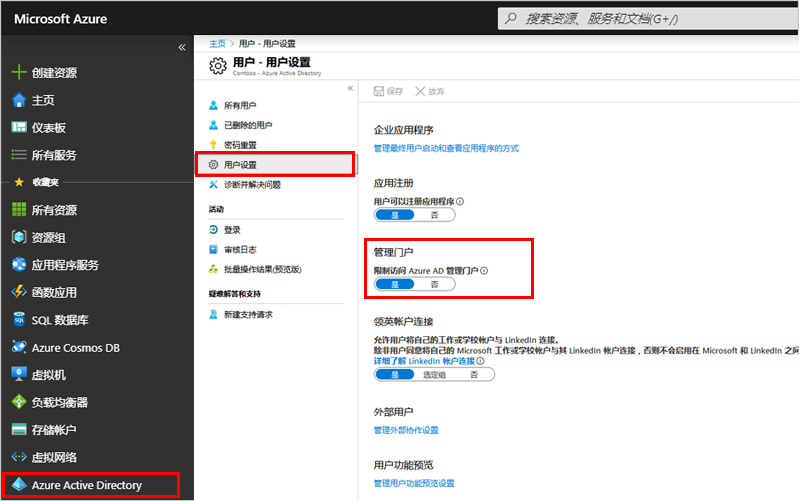 Microsoft Azure
搜索资源、服务和文档(G+/)
创建资源
主页
仪表板
所有服务
收藏夹
所有资源
资源组
应用程序服务
函数应用
SQL 数据库
Azure Cosmos DB
虚拟机
负载均衡器
存储帐户
虚拟网络
Azure Active Directory
主页 > 用户 - 用户设置
用户 - 用户设置
Contoso - Azure Active Directory
所有用户
已删除的用户
密码重置
用户设置
诊断并解决问题
活动
登录
审核日志
批量操作结果(预览版)
疑难解答和支持
新建支持请求
保存 放弃
企业应用程序
管理最终用户启动和查看应用程序的方式
应用注册
用户可以注册应用程序
是 否
管理门户
限制访问 Azure AD 管理门户
是 否
领英帐户连接
允许用户将自己的工作或学校帐户与 LinkedIn 连接。
除非用户同意将自己的 Microsoft 工作或学校帐户与其 LinkedIn 帐户连接，否则不会启用在 Microsoft 和 LinkedIn 之间
详细了解 LinkedIn 帐户连接
是 选定组 否
外部用户
管理外部协作设置
用户功能预览
管理用户功能预览设置